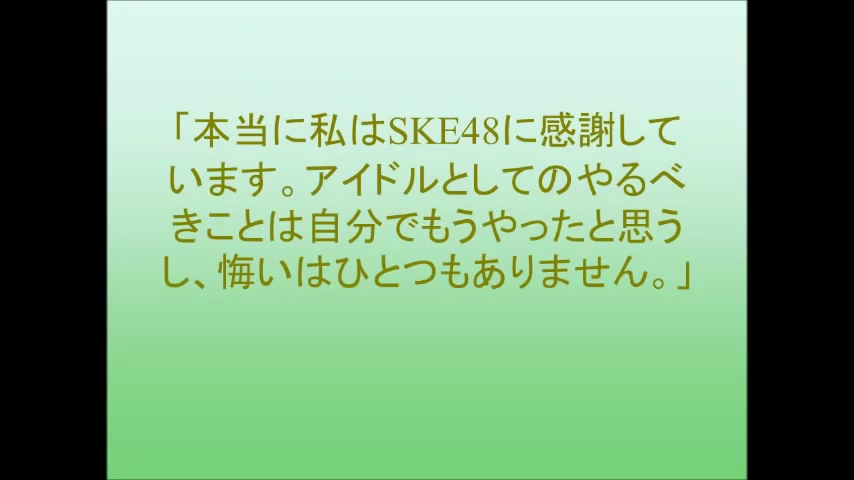 「本当に私はSKE48に感謝して
います。アイドルとしてのやるべ
きことは自分でもうやったと思う
し、悔いはひとつもありません。」